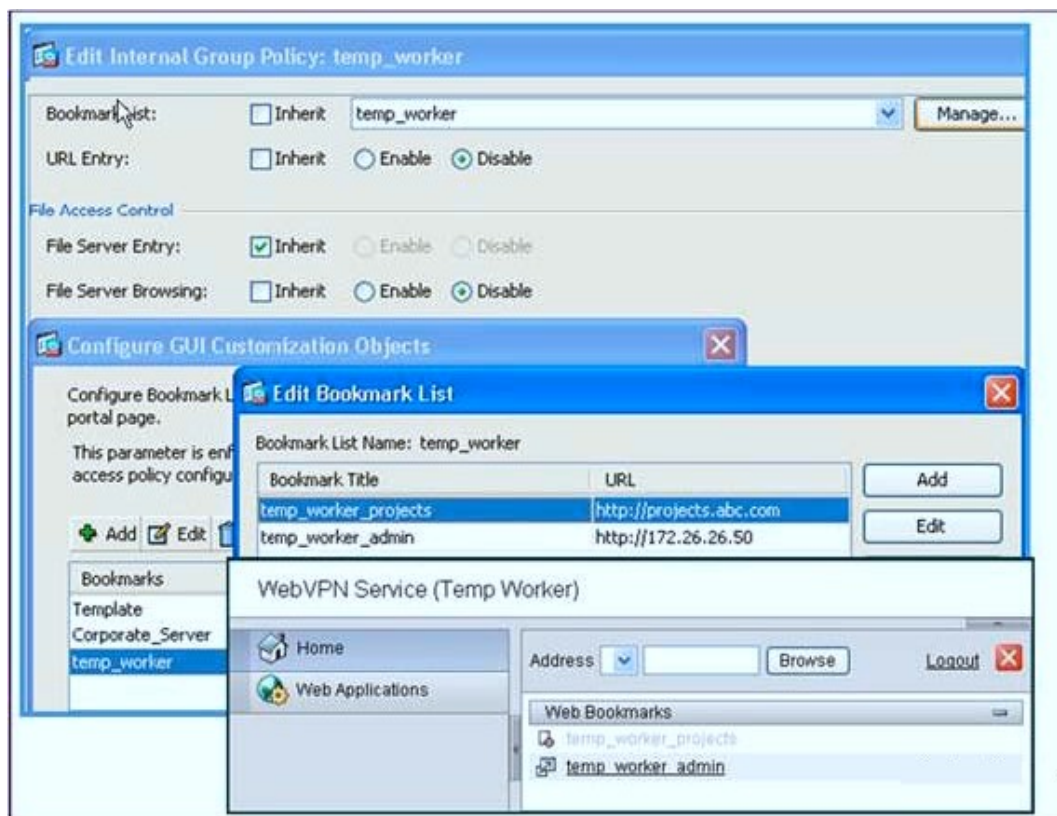 Edit Internal Group Policy: temp_worker
Bookmark List: Inherit temp_worker Manage...
URL Entry: Inherit Enable Disable
File Access Control
File Server Entry: Inherit Enable Disable
File Server Browsing: Inherit Enable Disable
Configure GUI Customization Objects
Configure Bookmark L
portal page.
This parameter is enf
access policy configu
Add Edit
Bookmarks
Template
Corporate_Server
temp_worker
Edit Bookmark List
Bookmark List Name: temp_worker
Bookmark Title URL
temp_worker_projects http://projects.abc.com
temp_worker_admin http://172.26.26.50
Add
Edit
WebVPN Service (Temp Worker)
Home
Web Applications
Address Browse Logout
Web Bookmarks
temp_worker_projects
temp_worker_admin